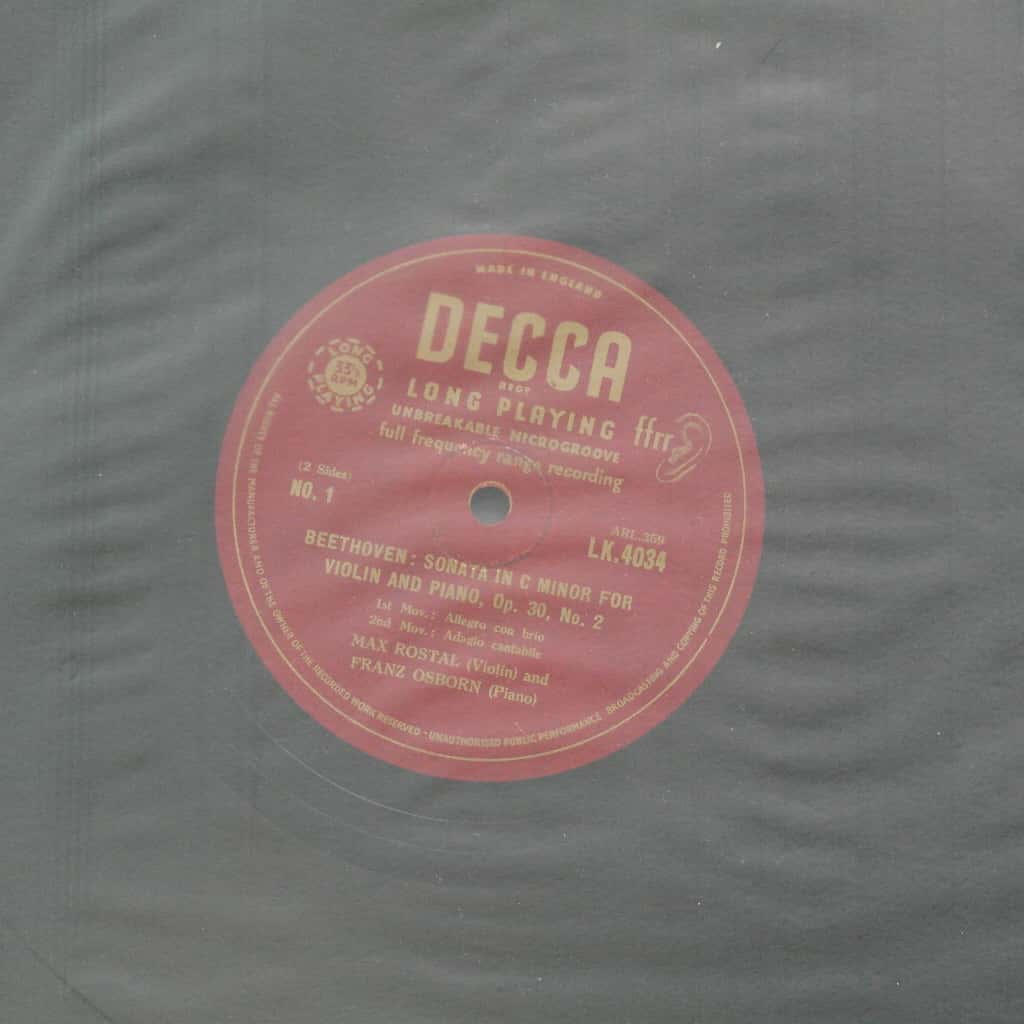 MADE IN ENGLAND
DECCA
REGD
LONG PLAYING
UNBREAKABLE MICROGROOVE
full frequency range recording
ffrr
LONG
33⅓
RPM
PLAYING
(2 Sides)
NO. 1
ARL.359
LK.4034
BEETHOVEN: SONATA IN C MINOR FOR
VIOLIN AND PIANO, Op. 30, No. 2
1st Mov.: Allegro con brio
2nd Mov.: Adagio cantabile
MAX ROSTAL (Violin) and
FRANZ OSBORN (Piano)
ALL RIGHTS OF THE MANUFACTURER AND OF THE OWNER OF THE RECORDED WORK RESERVED · UNAUTHORISED PUBLIC PERFORMANCE BROADCASTING AND COPYING OF THIS RECORD PROHIBITED